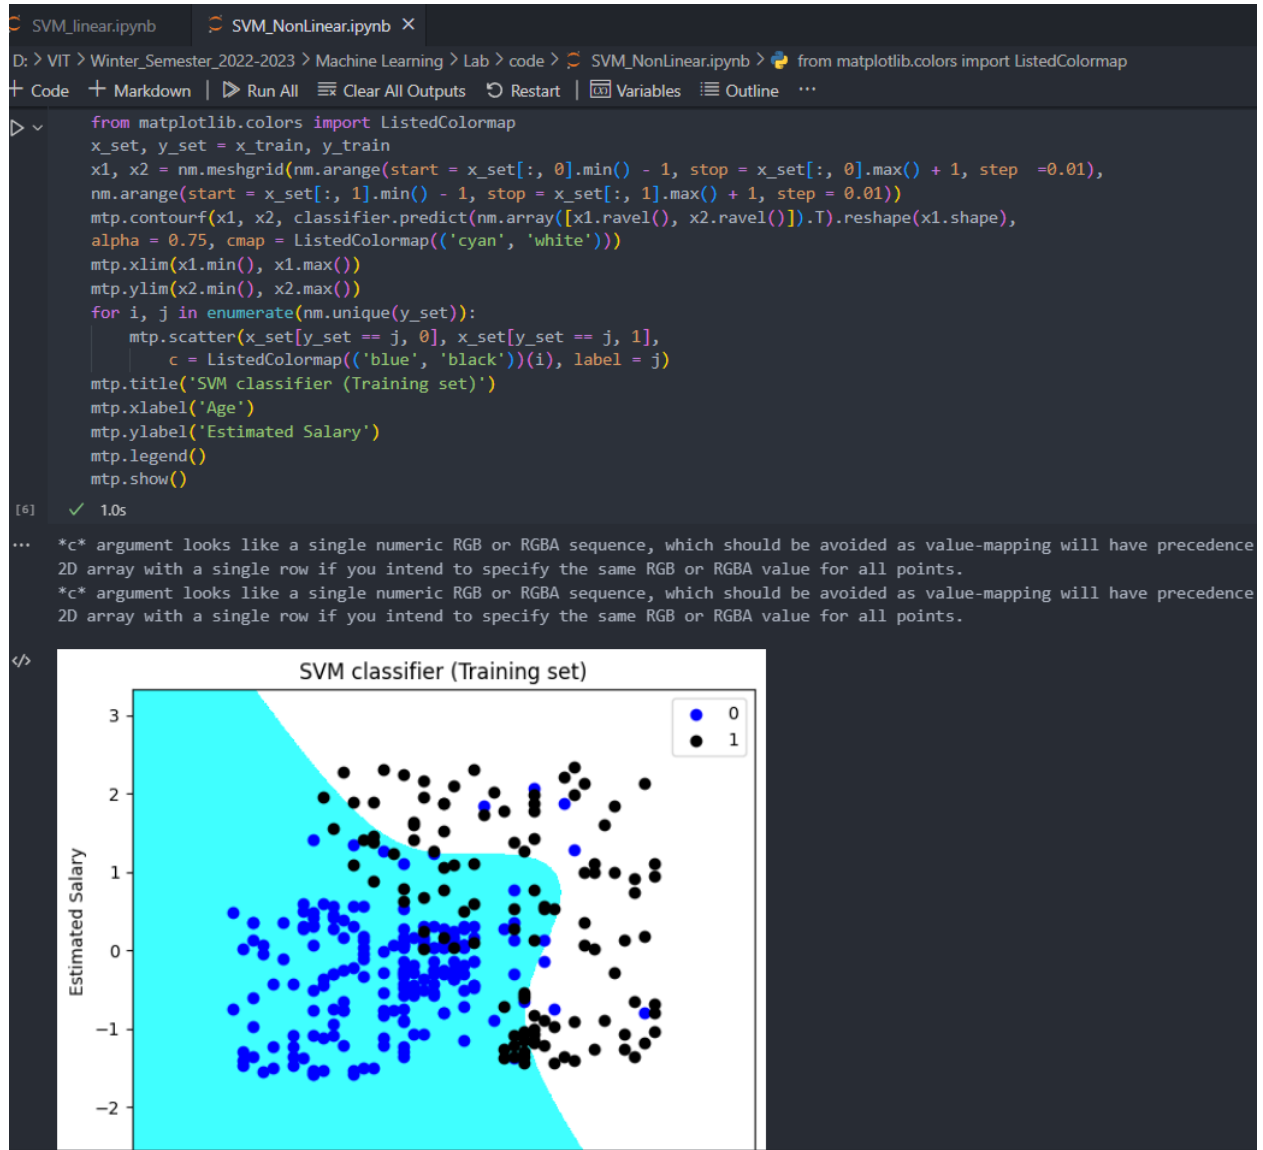 SVM_linear.ipynb SVM_NonLinear.ipynb ×
D: > VIT > Winter_Semester_2022-2023 > Machine Learning > Lab > code > SVM_NonLinear.ipynb > from matplotlib.colors import ListedColormap
+ Code + Markdown | Run All Clear All Outputs Restart | Variables Outline ···
from matplotlib.colors import ListedColormap
x_set, y_set = x_train, y_train
x1, x2 = nm.meshgrid(nm.arange(start = x_set[:, 0].min() - 1, stop = x_set[:, 0].max() + 1, step  =0.01),
nm.arange(start = x_set[:, 1].min() - 1, stop = x_set[:, 1].max() + 1, step = 0.01))
mtp.contourf(x1, x2, classifier.predict(nm.array([x1.ravel(), x2.ravel()]).T).reshape(x1.shape),
alpha = 0.75, cmap = ListedColormap(('cyan', 'white')))
mtp.xlim(x1.min(), x1.max())
mtp.ylim(x2.min(), x2.max())
for i, j in enumerate(nm.unique(y_set)):
    mtp.scatter(x_set[y_set == j, 0], x_set[y_set == j, 1],
        c = ListedColormap(('blue', 'black'))(i), label = j)
mtp.title('SVM classifier (Training set)')
mtp.xlabel('Age')
mtp.ylabel('Estimated Salary')
mtp.legend()
mtp.show()
[6] ✓ 1.0s
··· *c* argument looks like a single numeric RGB or RGBA sequence, which should be avoided as value-mapping will have precedence
2D array with a single row if you intend to specify the same RGB or RGBA value for all points.
*c* argument looks like a single numeric RGB or RGBA sequence, which should be avoided as value-mapping will have precedence
2D array with a single row if you intend to specify the same RGB or RGBA value for all points.
</> SVM classifier (Training set)
0
1
3
2
1
0
−1
−2
Estimated Salary